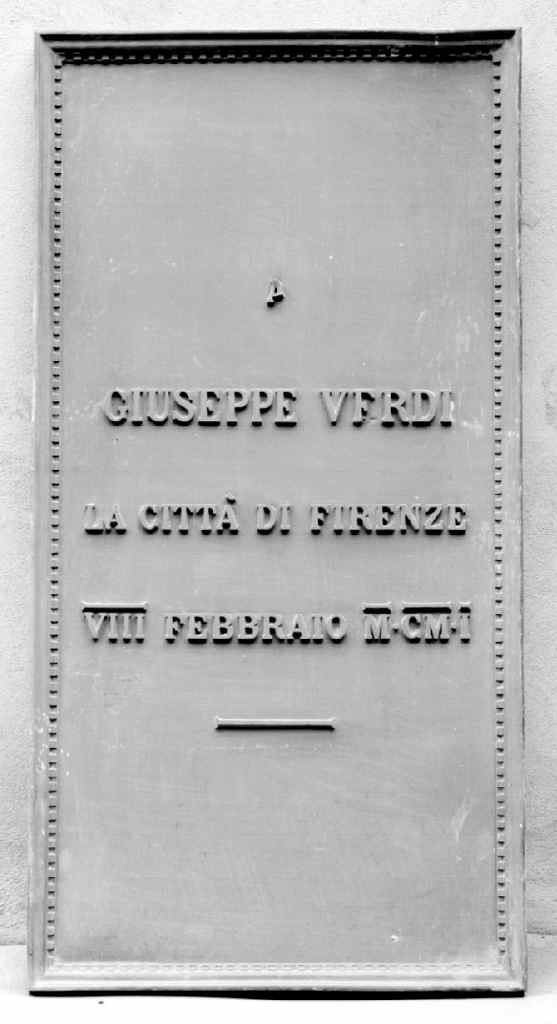 A
GIUSEPPE VERDI
LA CITTÀ DI FIRENZE
VIII FEBBRAIO M·CM·I